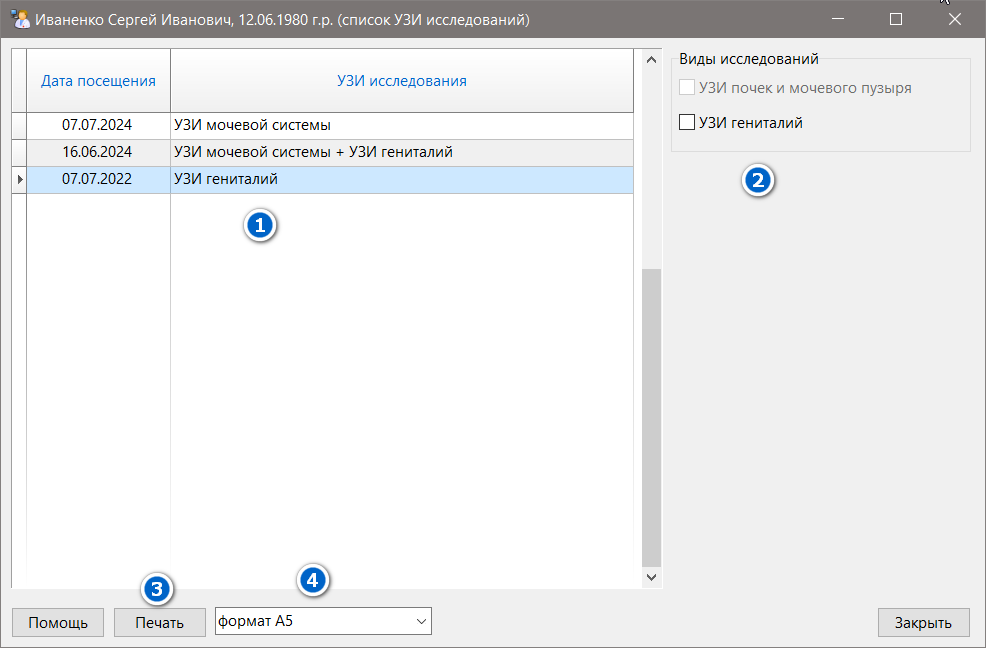 Иваненко Сергей Иванович, 12.06.1980 г.р. (список УЗИ исследований)
Дата посещения УЗИ исследования
07.07.2024 УЗИ мочевой системы
16.06.2024 УЗИ мочевой системы + УЗИ гениталий
07.07.2022 УЗИ гениталий
1
Виды исследований
УЗИ почек и мочевого пузыря
УЗИ гениталий
2
3
4
Помощь Печать формат А5 Закрыть